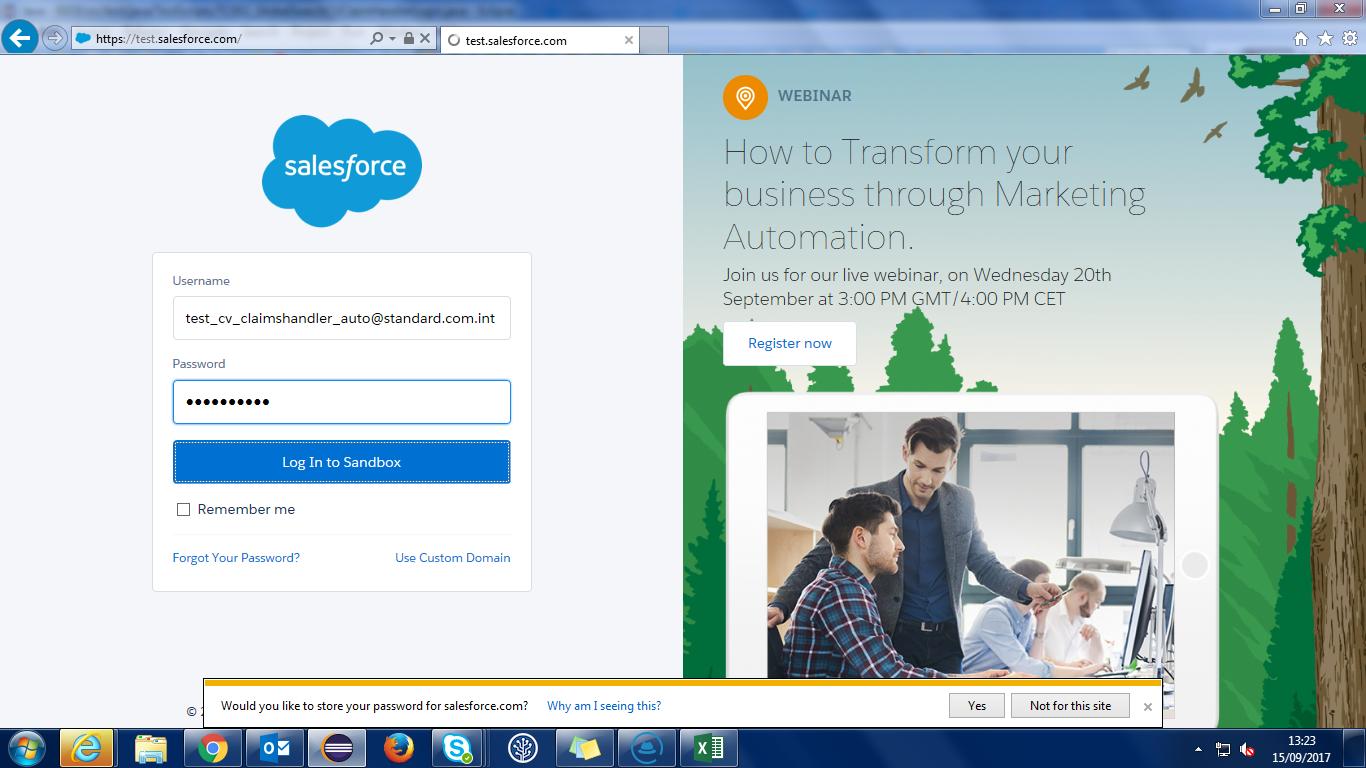 https://test.salesforce.com/
test.salesforce.com
salesforce
Username
test_cv_claimshandler_auto@standard.com.int
Password
••••••••••
Log In to Sandbox
Remember me
Forgot Your Password?
Use Custom Domain
WEBINAR
How to Transform your
business through Marketing
Automation.
Join us for our live webinar, on Wednesday 20th
September at 3:00 PM GMT/4:00 PM CET
Register now
©
Would you like to store your password for salesforce.com?
Why am I seeing this?
Yes
Not for this site
13:23
15/09/2017